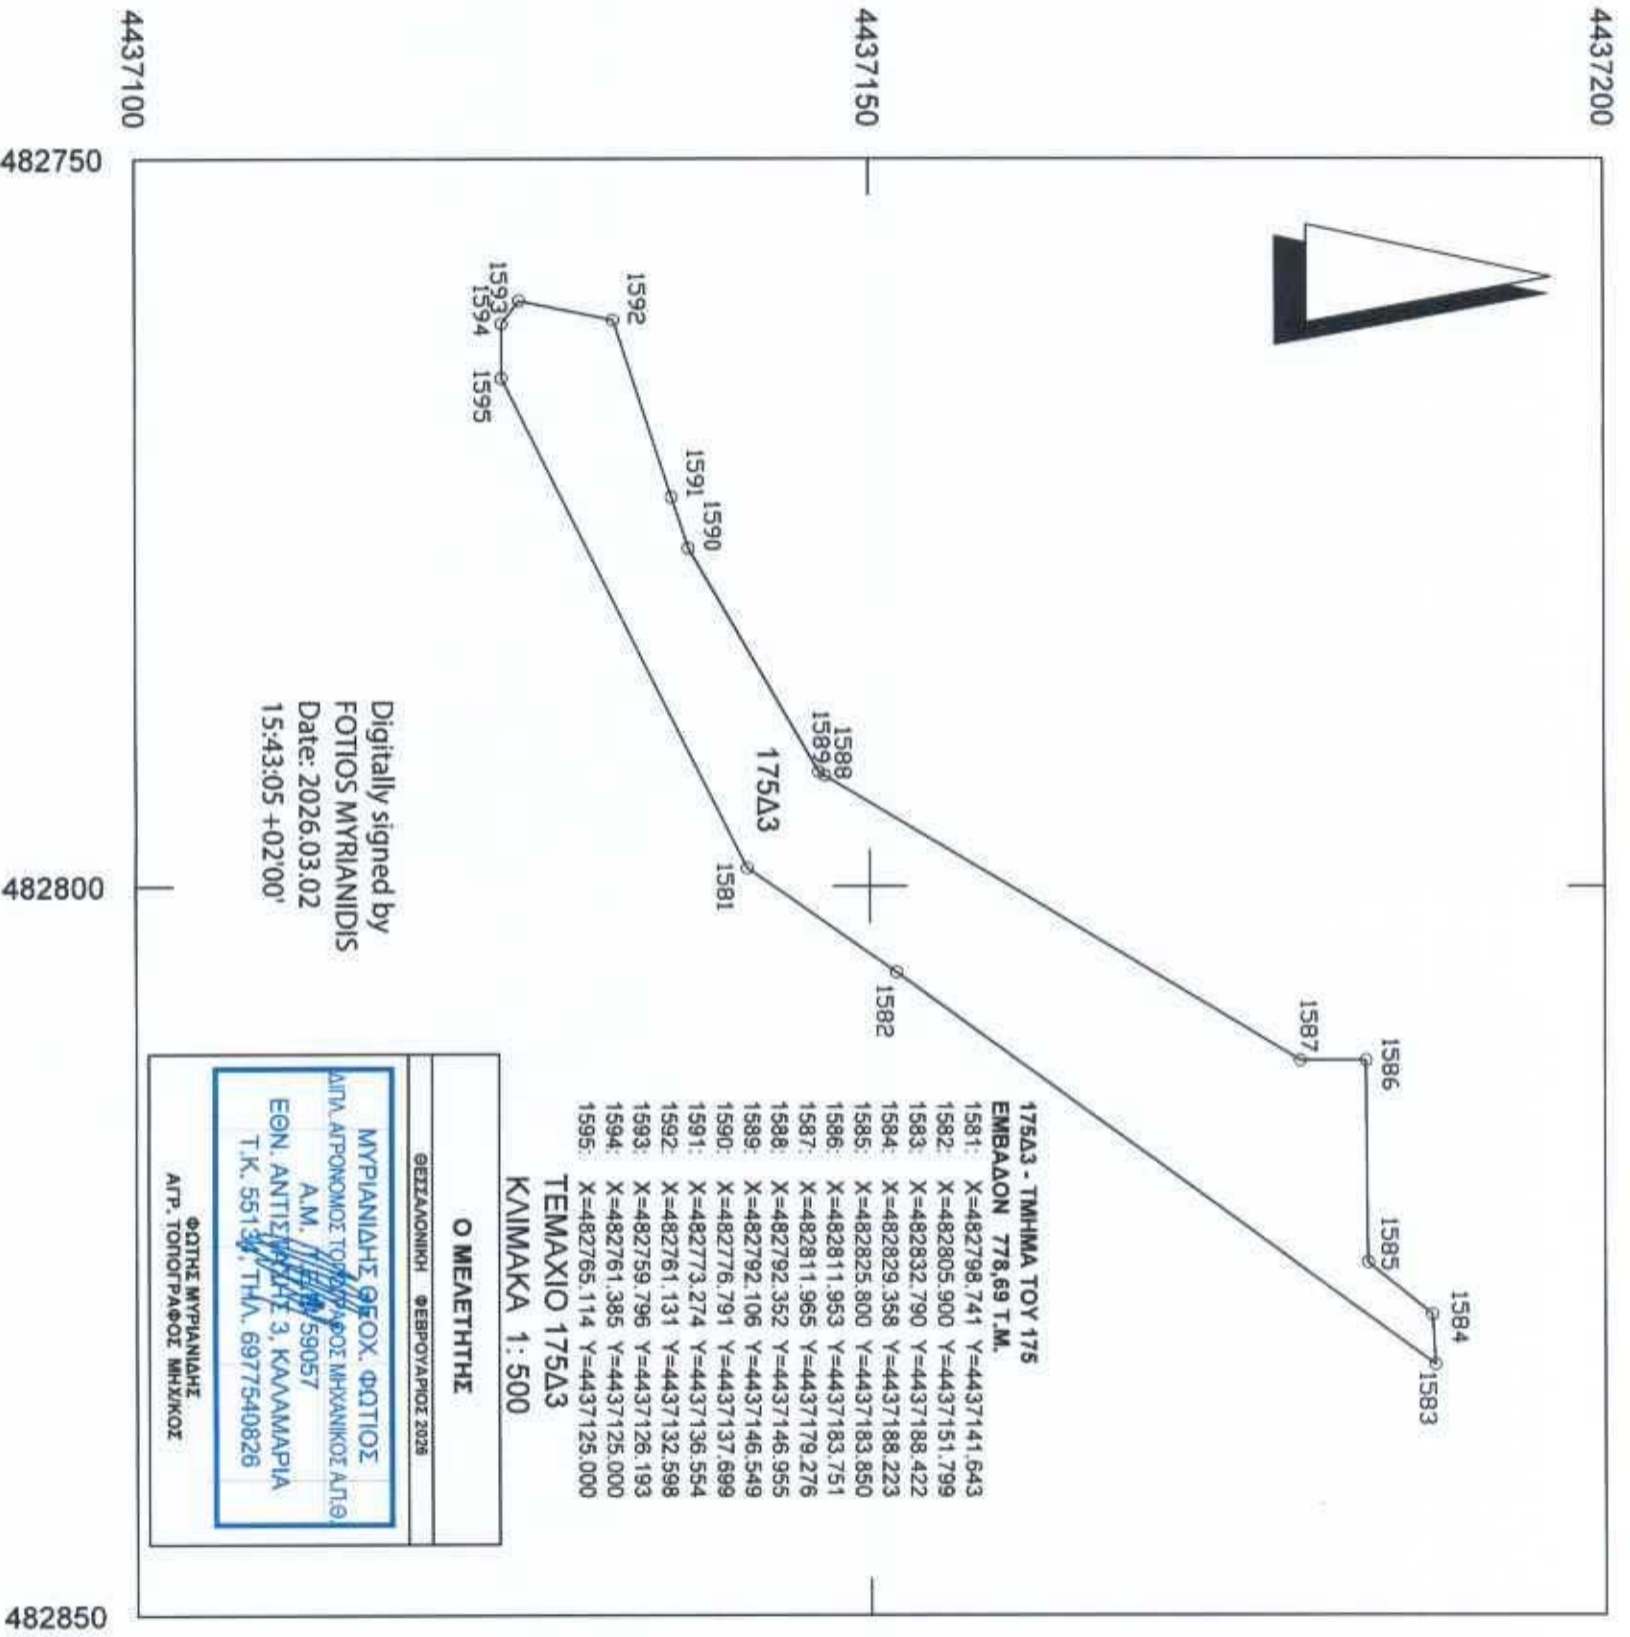 4437200
4437150
4437100
482750
482800
482850
1592
1593
1594
1595
1591
1590
1588
1589
175Δ3
1581
1582
1587
1586
1585
1584
1583
175Δ3 - ΤΜΗΜΑ ΤΟΥ 175
ΕΜΒΑΔΟΝ 778,69 Τ.Μ.
1581: X=482798.741 Y=4437141.643
1582: X=482805.900 Y=4437151.799
1583: X=482832.790 Y=4437188.422
1584: X=482829.358 Y=4437188.223
1585: X=482825.800 Y=4437183.850
1586: X=482811.953 Y=4437183.751
1587: X=482811.965 Y=4437179.276
1588: X=482792.352 Y=4437146.955
1589: X=482792.106 Y=4437146.549
1590: X=482776.791 Y=4437137.699
1591: X=482773.274 Y=4437136.554
1592: X=482761.131 Y=4437132.598
1593: X=482759.796 Y=4437126.193
1594: X=482761.385 Y=4437125.000
1595: X=482765.114 Y=4437125.000
ΤΕΜΑΧΙΟ 175Δ3
ΚΛΙΜΑΚΑ 1: 500
Digitally signed by
FOTIOS MYRIANIDIS
Date: 2026.03.02
15:43:05 +02'00'
Ο ΜΕΛΕΤΗΤΗΣ
ΘΕΣΣΑΛΟΝΙΚΗ ΦΕΒΡΟΥΑΡΙΟΣ 2026
ΜΥΡΙΑΝΙΔΗΣ ΘΕΟΧ. ΦΩΤΙΟΣ
ΔΙΠΛ. ΑΓΡΟΝΟΜΟΣ ΤΟΠΟΓΡΑΦΟΣ ΜΗΧΑΝΙΚΟΣ Α.Π.Θ.
Α.Μ. 59057
ΕΘΝ. ΑΝΤΙΣΤΑΣΗΣ 3, ΚΑΛΑΜΑΡΙΑ
Τ.Κ. 55134, ΤΗΛ. 6977540826
ΦΩΤΗΣ ΜΥΡΙΑΝΙΔΗΣ
ΑΓΡ. ΤΟΠΟΓΡΑΦΟΣ ΜΗΧ/ΚΟΣ